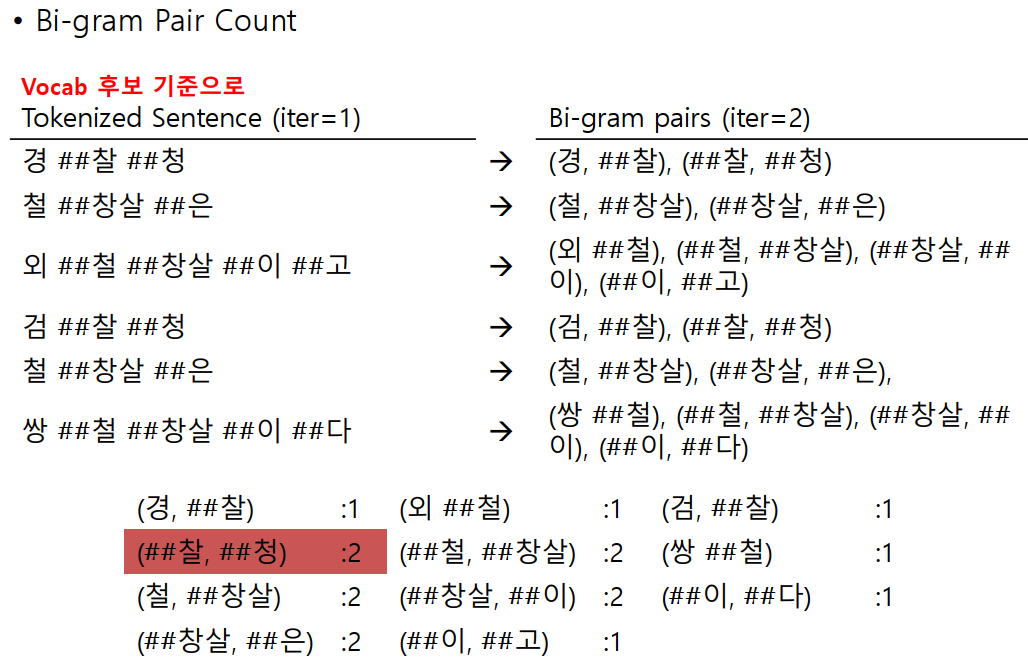 • Bi-gram Pair Count
Vocab 후보 기준으로
Tokenized Sentence (iter=1) Bi-gram pairs (iter=2)
경 ##찰 ##청 → (경, ##찰), (##찰, ##청)
철 ##창살 ##은 → (철, ##창살), (##창살, ##은)
외 ##철 ##창살 ##이 ##고 → (외 ##철), (##철, ##창살), (##창살, ##
이), (##이, ##고)
검 ##찰 ##청 → (검, ##찰), (##찰, ##청)
철 ##창살 ##은 → (철, ##창살), (##창살, ##은),
쌍 ##철 ##창살 ##이 ##다 → (쌍 ##철), (##철, ##창살), (##창살, ##
이), (##이, ##다)
(경, ##찰) :1 (외 ##철) :1 (검, ##찰) :1
(##찰, ##청) :2 (##철, ##창살) :2 (쌍 ##철) :1
(철, ##창살) :2 (##창살, ##이) :2 (##이, ##다) :1
(##창살, ##은) :2 (##이, ##고) :1